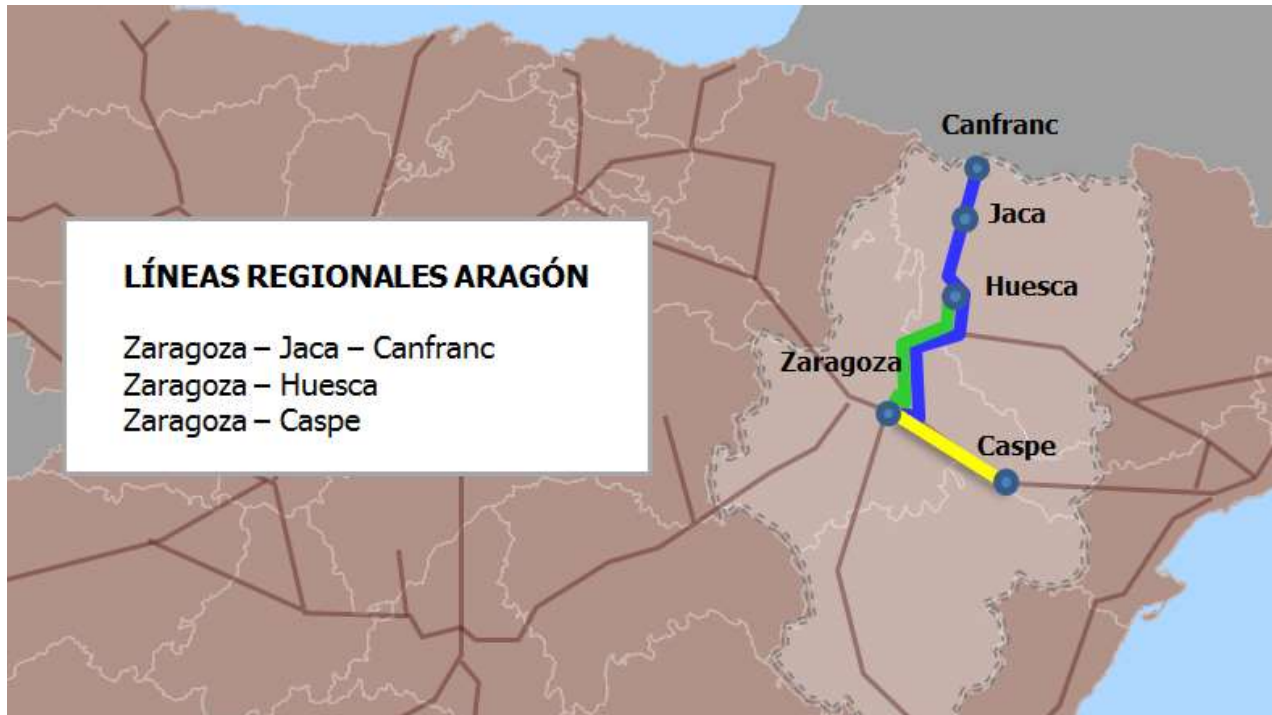 Canfranc
Jaca
Huesca
Zaragoza
Caspe
LÍNEAS REGIONALES ARAGÓN
Zaragoza – Jaca – Canfranc
Zaragoza – Huesca
Zaragoza – Caspe